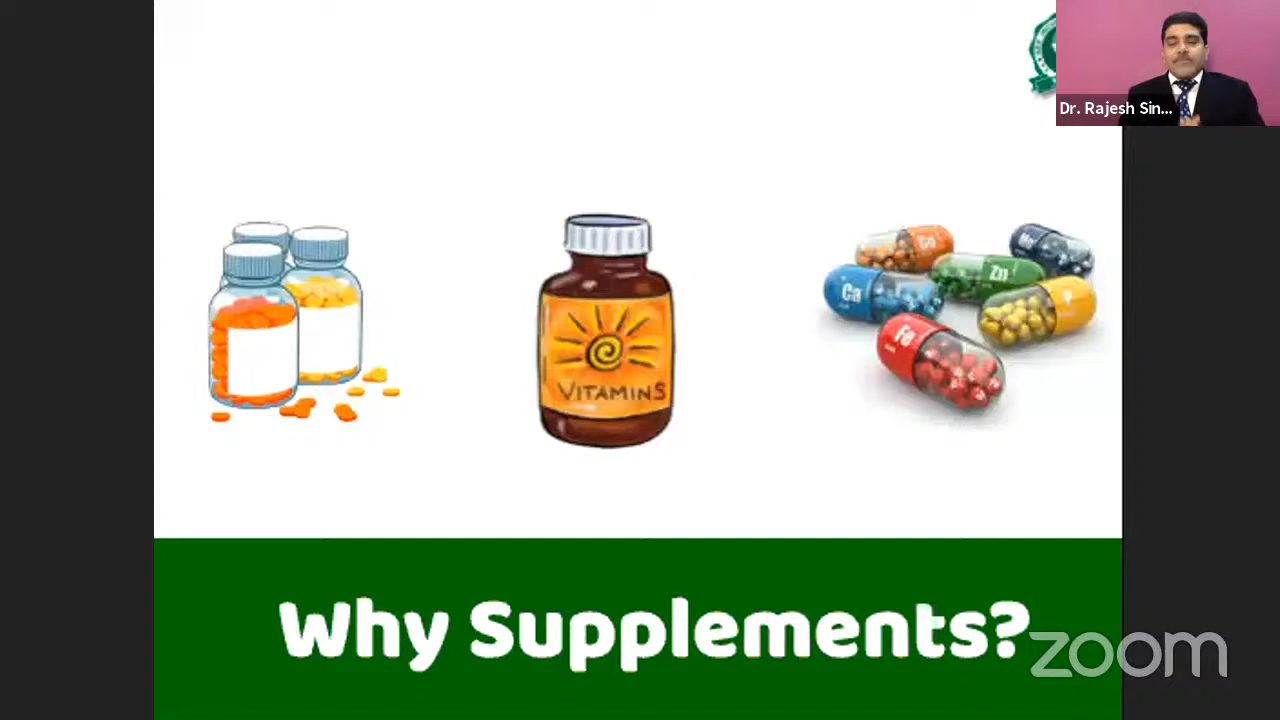 Dr. Rajesh Sin...
VITAMINS
Ca
Zn
Fe
Why Supplements?
zoom